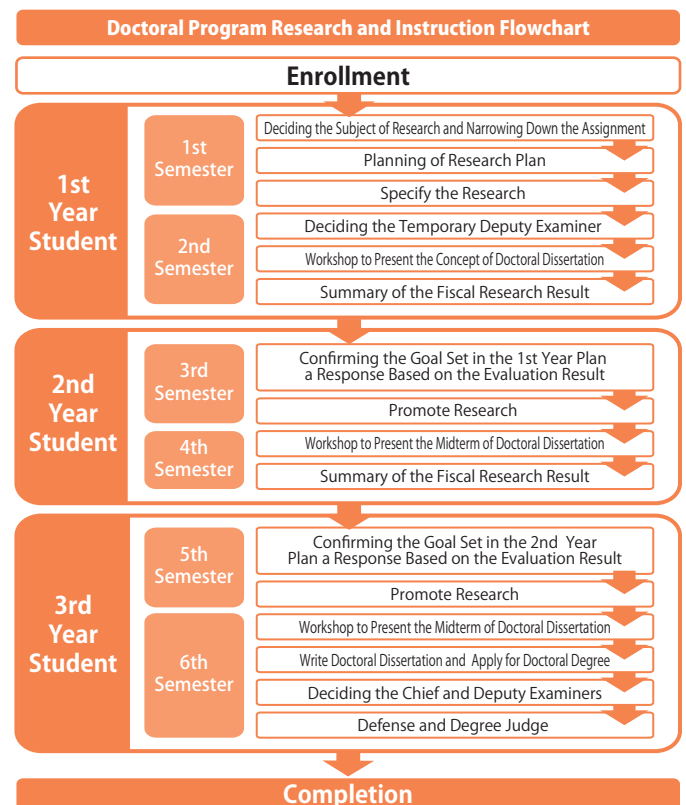 Doctoral Program Research and Instruction Flowchart
Enrollment
1st
Year
Student
1st
Semester
Deciding the Subject of Research and Narrowing Down the Assignment
Planning of Research Plan
Specify the Research
2nd
Semester
Deciding the Temporary Deputy Examiner
Workshop to Present the Concept of Doctoral Dissertation
Summary of the Fiscal Research Result
2nd
Year
Student
3rd
Semester
Confirming the Goal Set in the 1st Year Plan
a Response Based on the Evaluation Result
Promote Research
4th
Semester
Workshop to Present the Midterm of Doctoral Dissertation
Summary of the Fiscal Research Result
3rd
Year
Student
5th
Semester
Confirming the Goal Set in the 2nd Year
Plan a Response Based on the Evaluation Result
Promote Research
6th
Semester
Workshop to Present the Midterm of Doctoral Dissertation
Write Doctoral Dissertation and Apply for Doctoral Degree
Deciding the Chief and Deputy Examiners
Defense and Degree Judge
Completion